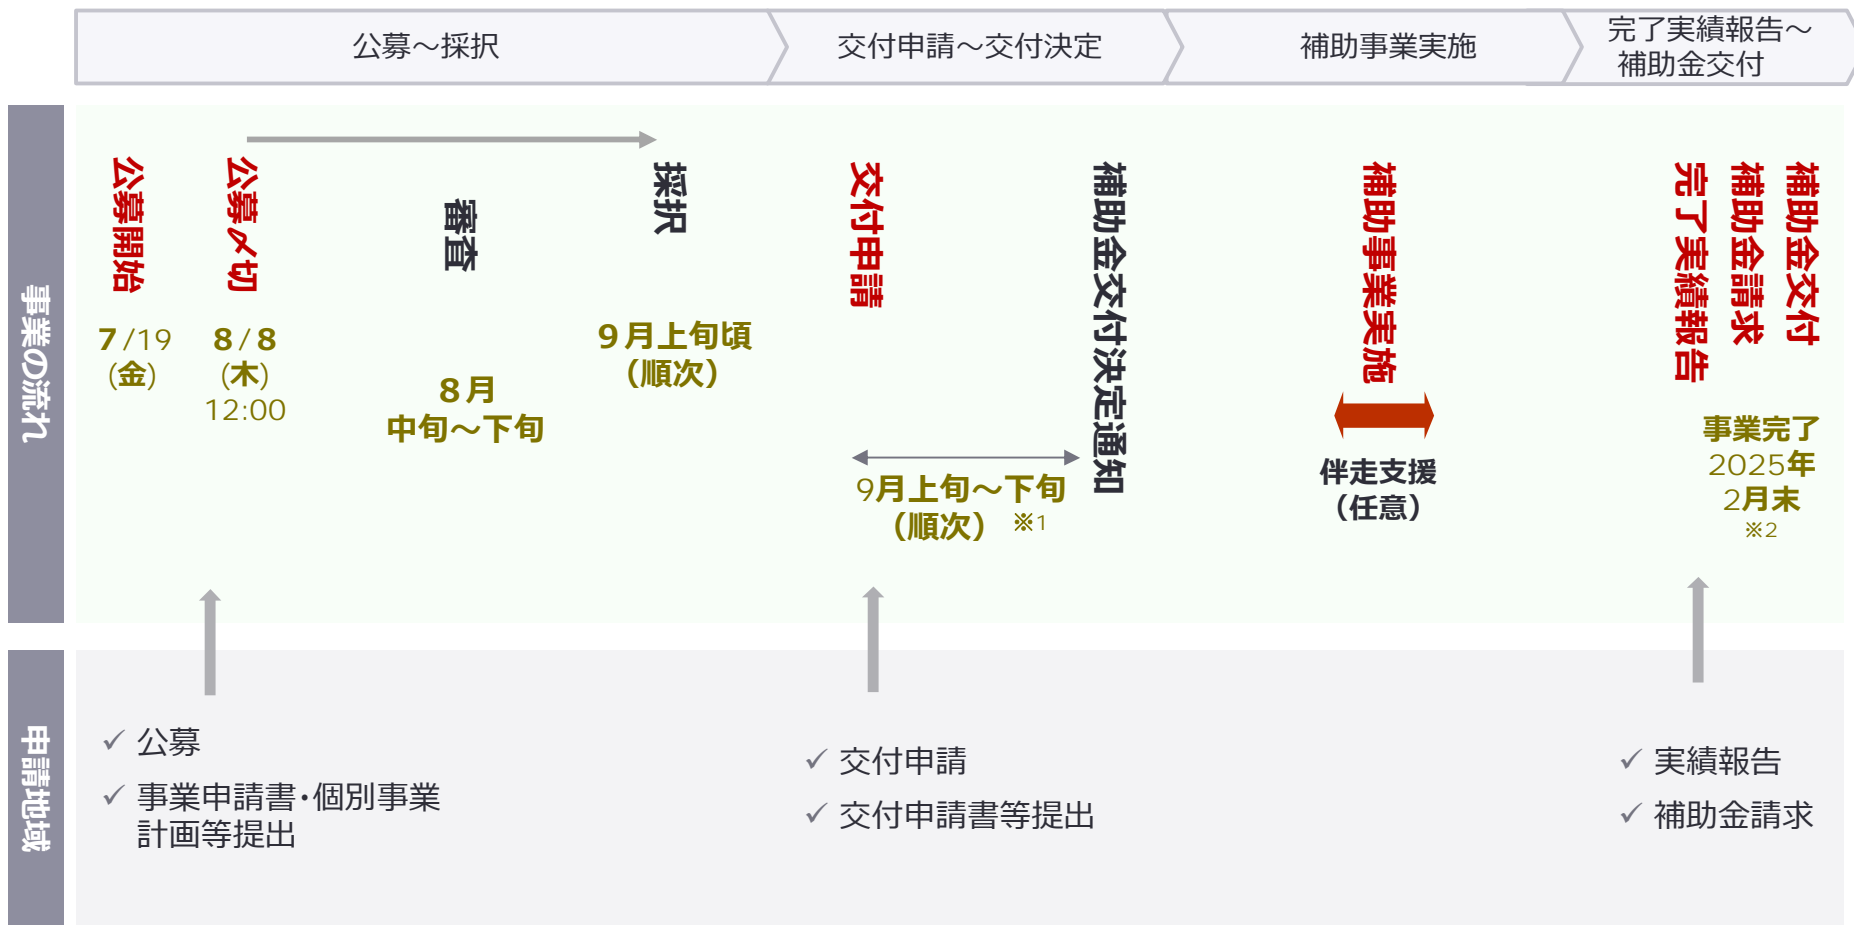 公募～採択
交付申請～交付決定
補助事業実施
完了実績報告～
補助金交付
事業の流れ
公募開始
7/19
(金)
公募〆切
8/8
(木)
12:00
審査
8月
中旬～下旬
採択
9月上旬頃
（順次）
交付申請
補助金交付決定通知
9月上旬～下旬
（順次） ※1
補助事業実施
伴走支援
（任意）
完了実績報告
補助金請求
補助金交付
事業完了
2025年
2月末
※2
申請地域
✓ 公募
✓ 事業申請書・個別事業
計画等提出
✓ 交付申請
✓ 交付申請書等提出
✓ 実績報告
✓ 補助金請求